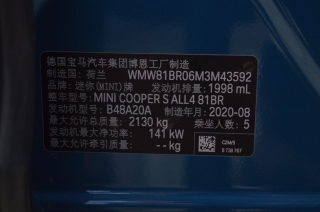 德国宝马汽车集团博恩工厂制造
制造国：荷兰 WMW81BR06M3M43592
品牌：迷你(MINI)牌 发动机排量：1998 mL
整车型号：MINI COOPER S ALL4 81BR
发动机型号：B48A20A 制造年月：2020-08
最大允许总质量：2130 kg 乘坐人数：5
发动机最大净功率：141 kW
最大允许牵引质量：-- kg